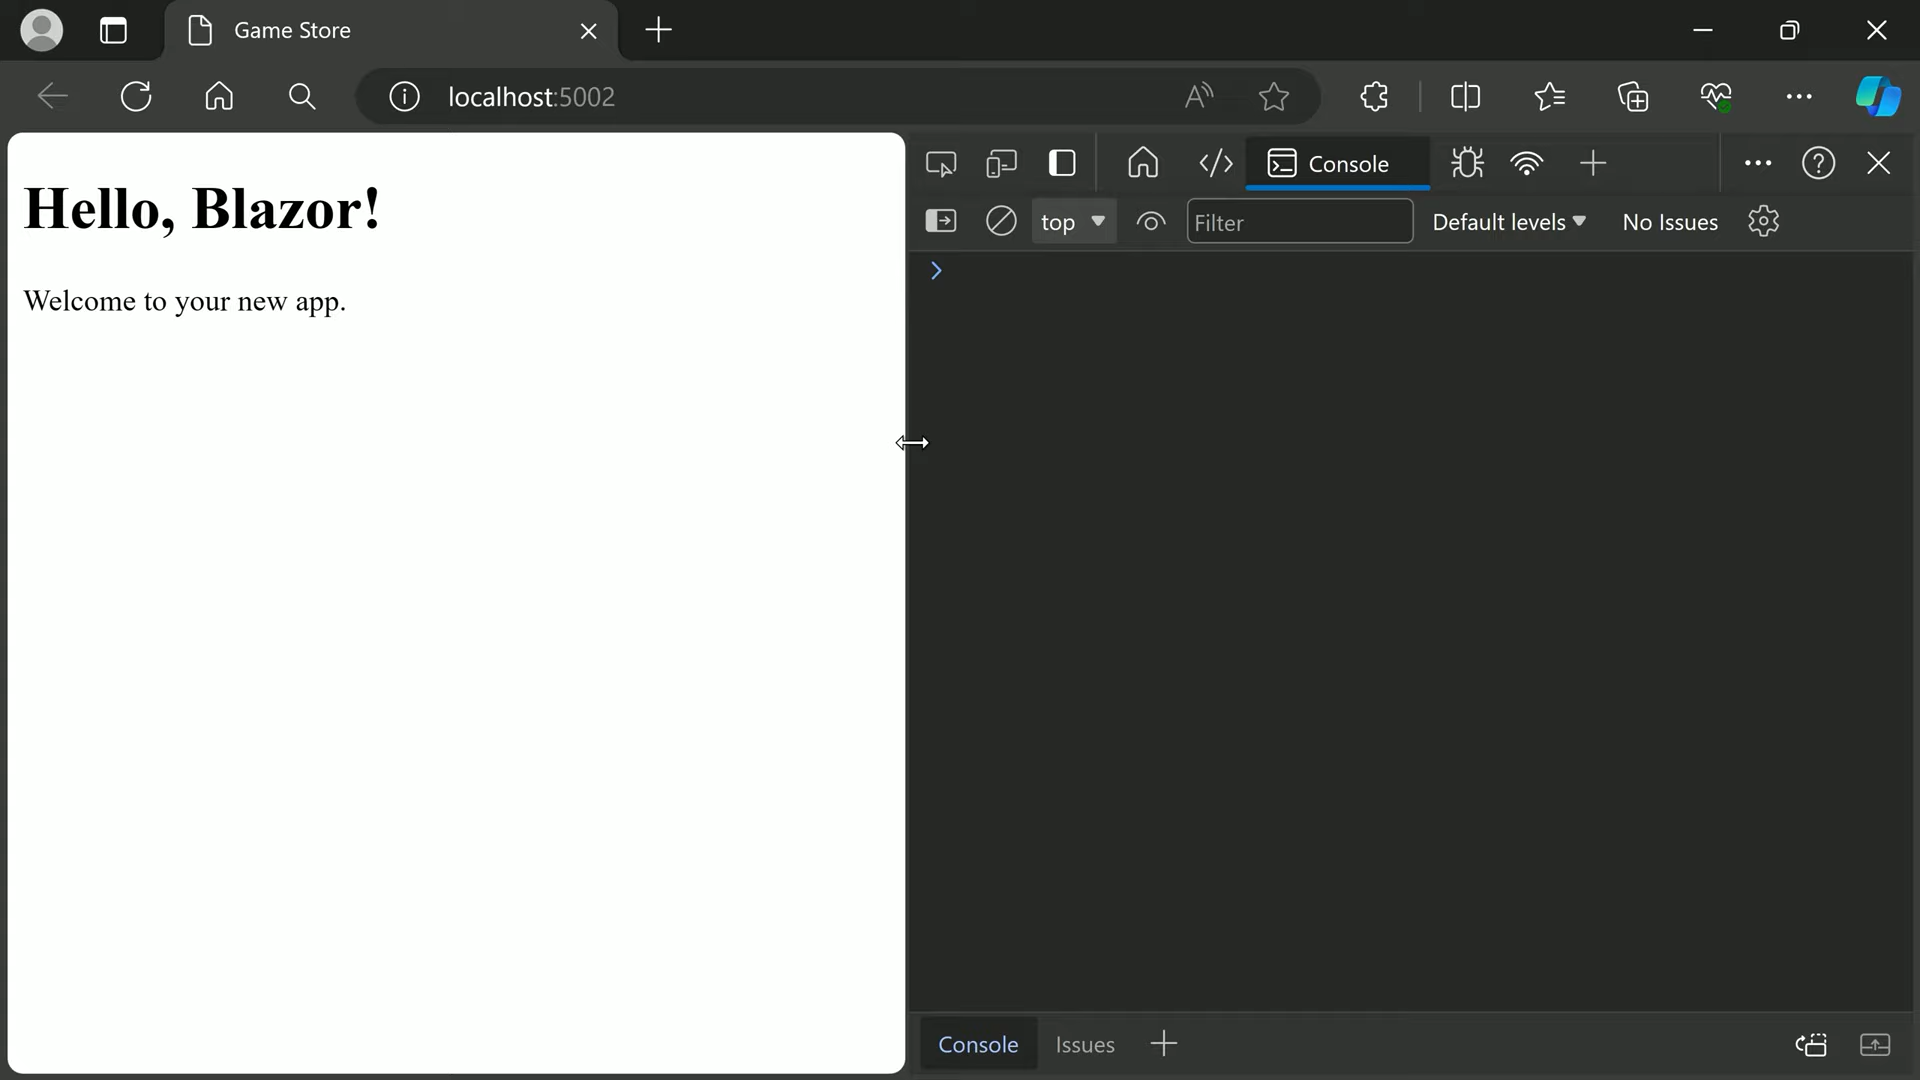 Game Store
localhost:5002
Hello, Blazor!
Welcome to your new app.
Console
top
Filter
Default levels
No Issues
Console
Issues